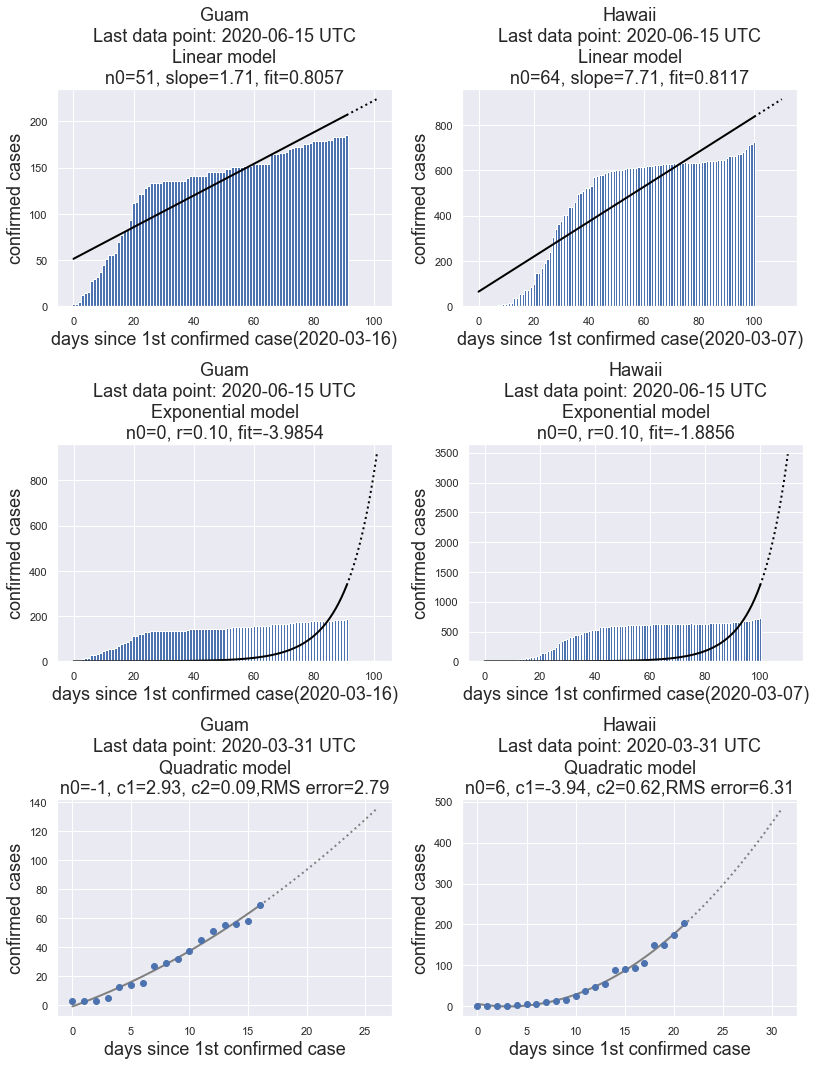 Guam
Last data point: 2020-06-15 UTC
Linear model
n0=51, slope=1.71, fit=0.8057
confirmed cases
200
150
100
50
0
0 20 40 60 80 100
days since 1st confirmed case(2020-03-16)
Hawaii
Last data point: 2020-06-15 UTC
Linear model
n0=64, slope=7.71, fit=0.8117
confirmed cases
800
600
400
200
0
0 20 40 60 80 100
days since 1st confirmed case(2020-03-07)
Guam
Last data point: 2020-06-15 UTC
Exponential model
n0=0, r=0.10, fit=-3.9854
confirmed cases
800
600
400
200
0
0 20 40 60 80 100
days since 1st confirmed case(2020-03-16)
Hawaii
Last data point: 2020-06-15 UTC
Exponential model
n0=0, r=0.10, fit=-1.8856
confirmed cases
3500
3000
2500
2000
1500
1000
500
0
0 20 40 60 80 100
days since 1st confirmed case(2020-03-07)
Guam
Last data point: 2020-03-31 UTC
Quadratic model
n0=-1, c1=2.93, c2=0.09,RMS error=2.79
confirmed cases
140
120
100
80
60
40
20
0
0 5 10 15 20 25
days since 1st confirmed case
Hawaii
Last data point: 2020-03-31 UTC
Quadratic model
n0=6, c1=-3.94, c2=0.62,RMS error=6.31
confirmed cases
500
400
300
200
100
0
0 5 10 15 20 25 30
days since 1st confirmed case